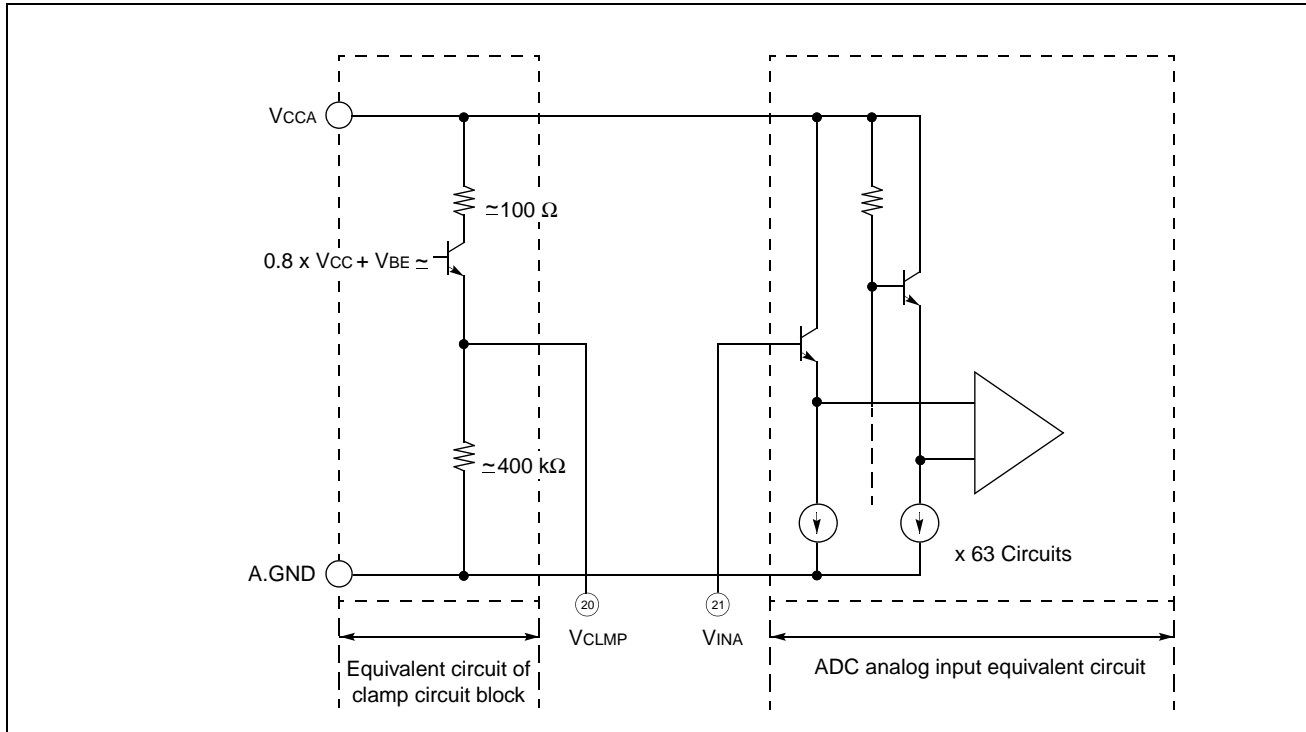 VCCA
≃100 Ω
0.8 x VCC + VBE ≃
≃400 kΩ
x 63 Circuits
A.GND
20
21
VCLMP
VINA
Equivalent circuit of
clamp circuit block
ADC analog input equivalent circuit